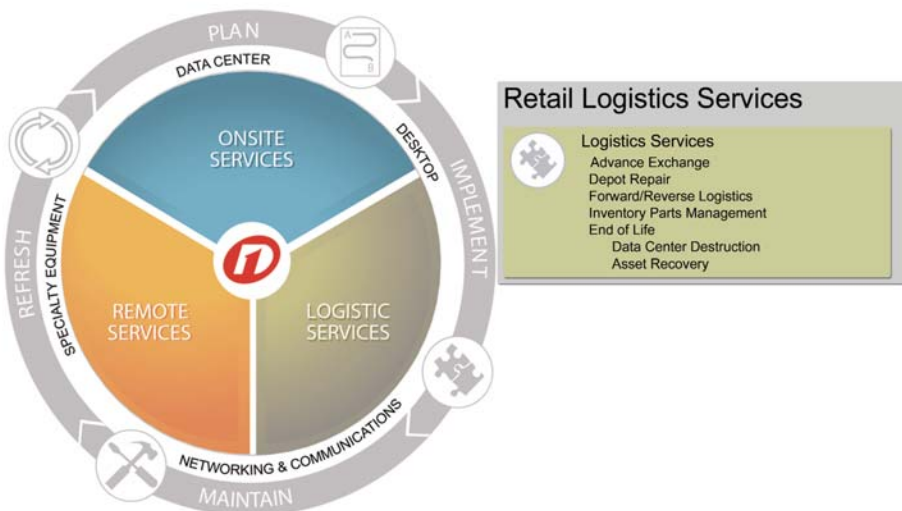 PLAN
DATA CENTER
A
B
ONSITE
SERVICES
DESKTOP
IMPLEMENT
SPECIALTY EQUIPMENT
REFRESH
REMOTE
SERVICES
LOGISTIC
SERVICES
NETWORKING & COMMUNICATIONS
MAINTAIN
Retail Logistics Services
Logistics Services
Advance Exchange
Depot Repair
Forward/Reverse Logistics
Inventory Parts Management
End of Life
Data Center Destruction
Asset Recovery